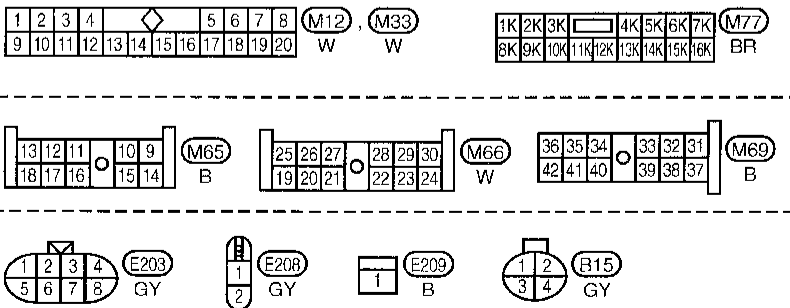 1 2 3 4 5 6 7 8 M12 , M33
9 10 11 12 13 14 15 16 17 18 19 20 W W
1K 2K 3K 4K 5K 6K 7K M77
8K 9K 10K 11K 12K 13K 14K 15K 16K BR
13 12 11 10 9 M65
18 17 16 15 14 B
25 26 27 28 29 30 M66
19 20 21 22 23 24 W
36 35 34 33 32 31 M69
42 41 40 39 38 37 B
1 2 3 4 E203
5 6 7 8 GY
1 E208
2 GY
E209
1 B
1 2 B15
3 4 GY